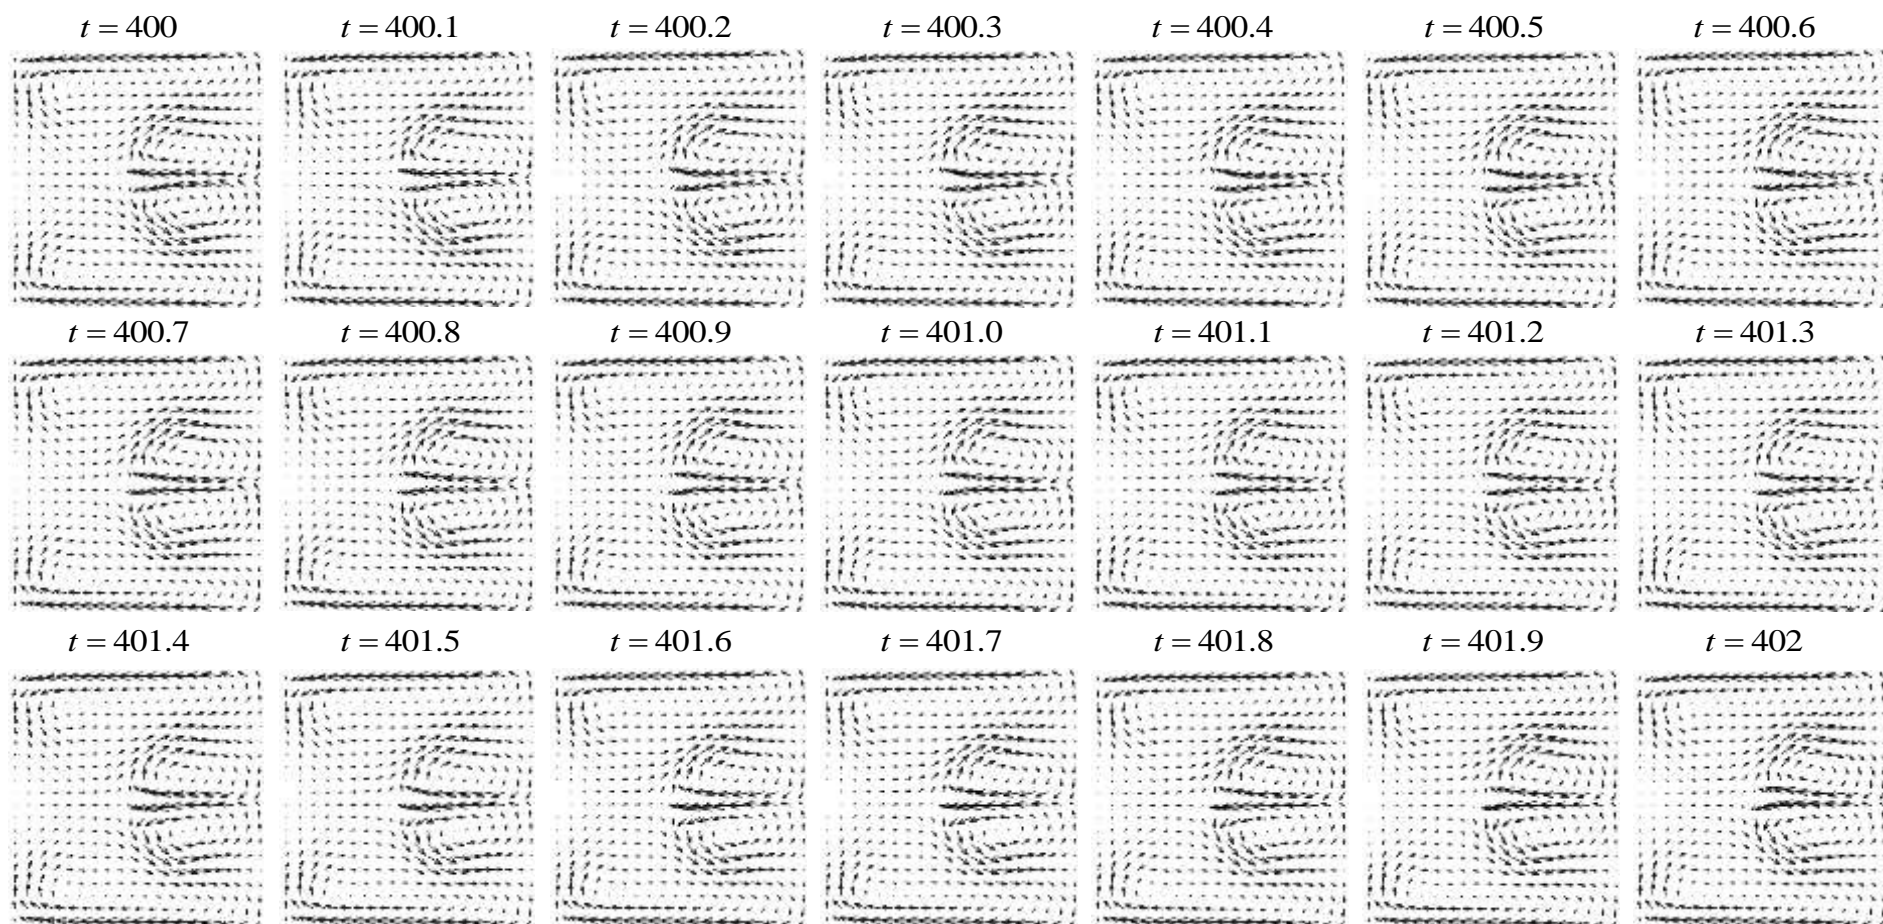 t = 400 t = 400.1 t = 400.2 t = 400.3 t = 400.4 t = 400.5 t = 400.6
t = 400.7 t = 400.8 t = 400.9 t = 401.0 t = 401.1 t = 401.2 t = 401.3
t = 401.4 t = 401.5 t = 401.6 t = 401.7 t = 401.8 t = 401.9 t = 402